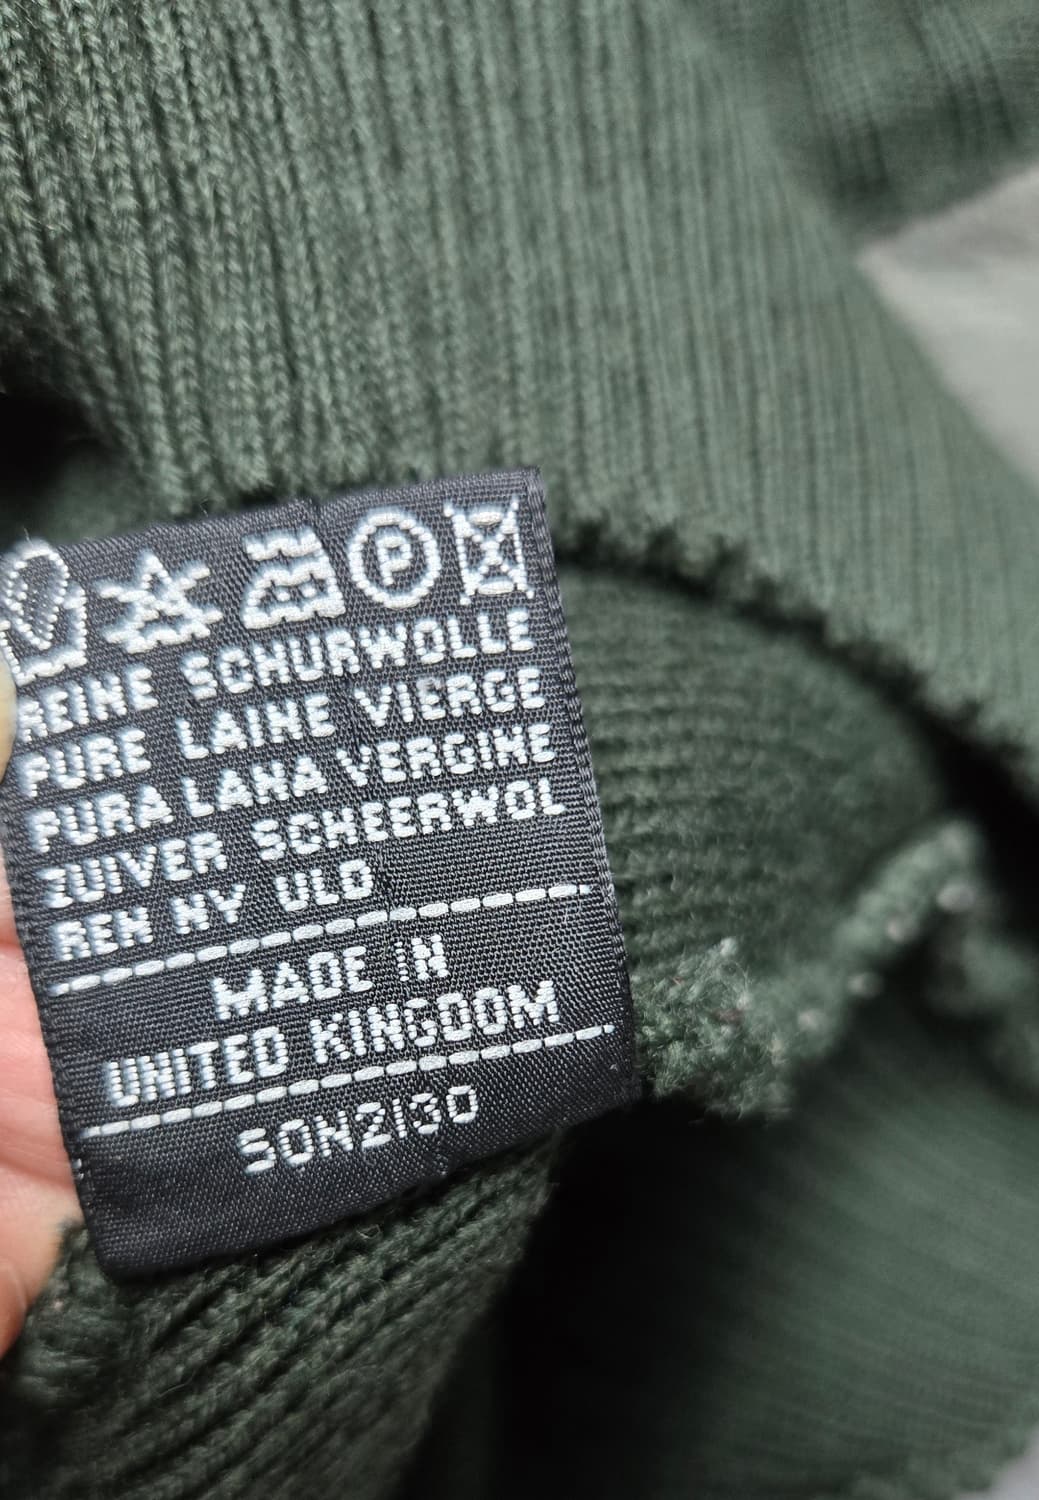 P
REINE SCHURWOLLE
PURE LAINE VIERGE
PURA LANA VERGINE
ZUIVER SCHEERWOL
REN NY ULD
MADE IN
UNITED KINGDOM
SON2130